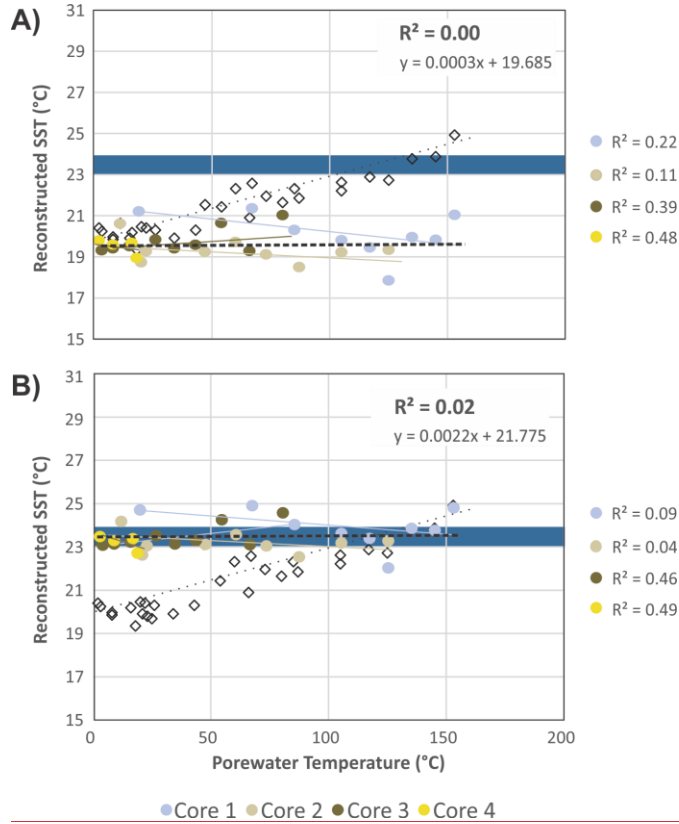 A)
31
29
27
25
23
21
19
17
15
Reconstructed SST (°C)
R² = 0.00
y = 0.0003x + 19.685
R² = 0.22
R² = 0.11
R² = 0.39
R² = 0.48
B)
31
29
27
25
23
21
19
17
15
Reconstructed SST (°C)
R² = 0.02
y = 0.0022x + 21.775
R² = 0.09
R² = 0.04
R² = 0.46
R² = 0.49
0 50 100 150 200
Porewater Temperature (°C)
Core 1 Core 2 Core 3 Core 4